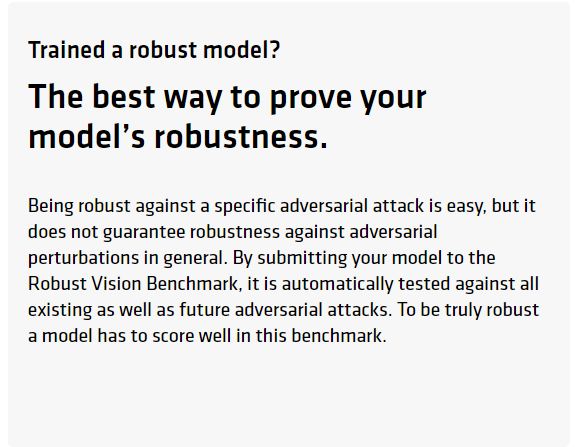 Trained a robust model?
The best way to prove your
model’s robustness.
Being robust against a specific adversarial attack is easy, but it
does not guarantee robustness against adversarial
perturbations in general. By submitting your model to the
Robust Vision Benchmark, it is automatically tested against all
existing as well as future adversarial attacks. To be truly robust
a model has to score well in this benchmark.